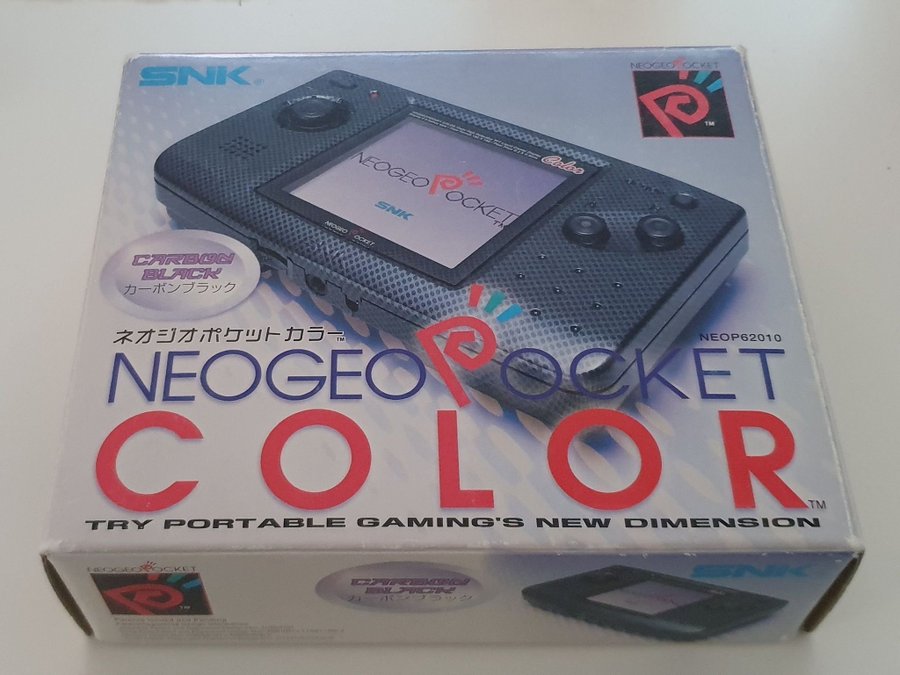 SNK®
NEOGEO POCKET
TM
Color
NEOGEO POCKET TM
SNK
NEOGEO POCKET
CARBON
BLACK
カーボンブラック
ネオジオポケットカラー TM
NEOP62010
NEOGEO POCKET
COLOR TM
TRY PORTABLE GAMING'S NEW DIMENSION
NEOGEO POCKET
TM
CARBON
BLACK
カーボンブラック
SNK